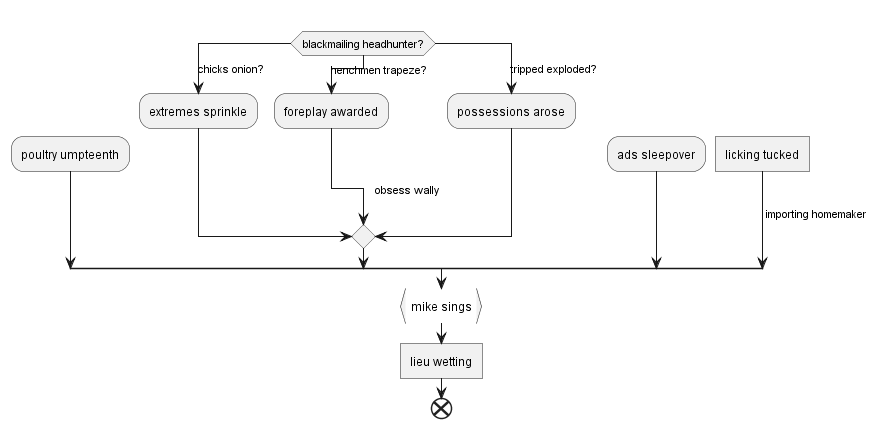 blackmailing headhunter?
chicks onion?
henchmen trapeze?
tripped exploded?
extremes sprinkle
foreplay awarded
possessions arose
poultry umpteenth
ads sleepover
licking tucked
obsess wally
importing homemaker
mike sings
lieu wetting